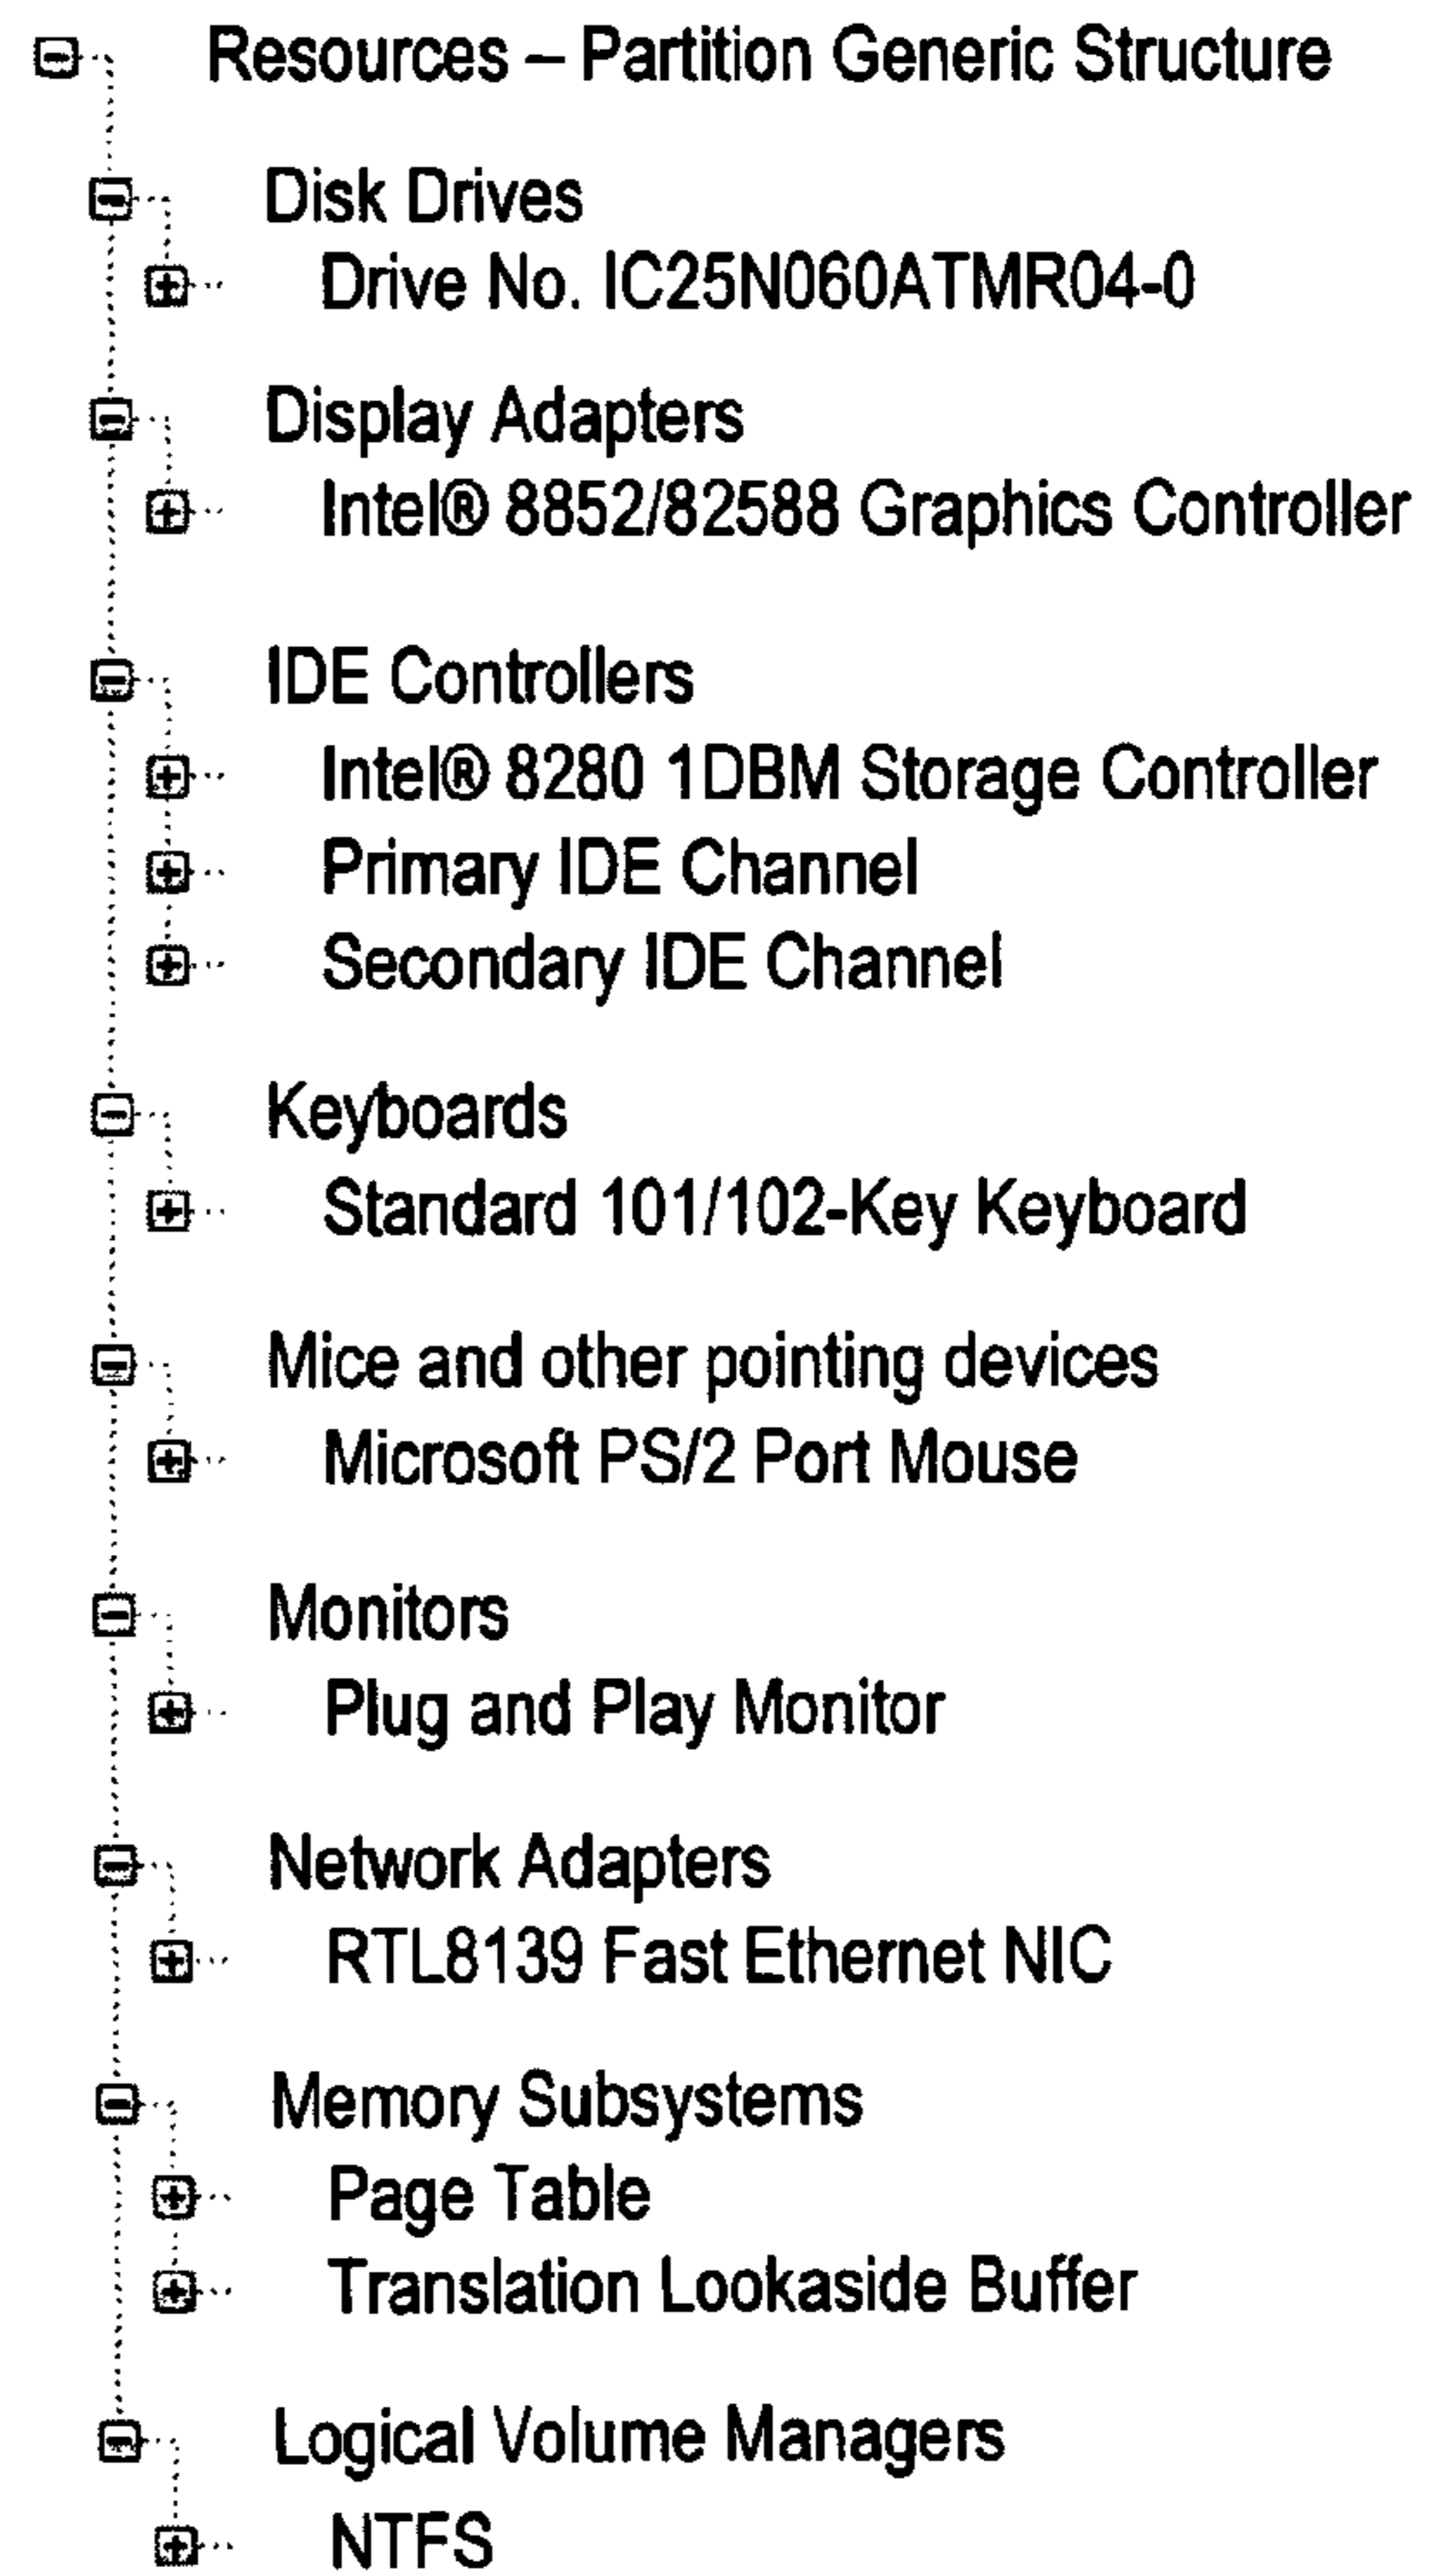 Resources – Partition Generic Structure
Disk Drives
Drive No. IC25N060ATMR04-0
Display Adapters
Intel® 8852/82588 Graphics Controller
IDE Controllers
Intel® 8280 1DBM Storage Controller
Primary IDE Channel
Secondary IDE Channel
Keyboards
Standard 101/102-Key Keyboard
Mice and other pointing devices
Microsoft PS/2 Port Mouse
Monitors
Plug and Play Monitor
Network Adapters
RTL8139 Fast Ethernet NIC
Memory Subsystems
Page Table
Translation Lookaside Buffer
Logical Volume Managers
NTFS